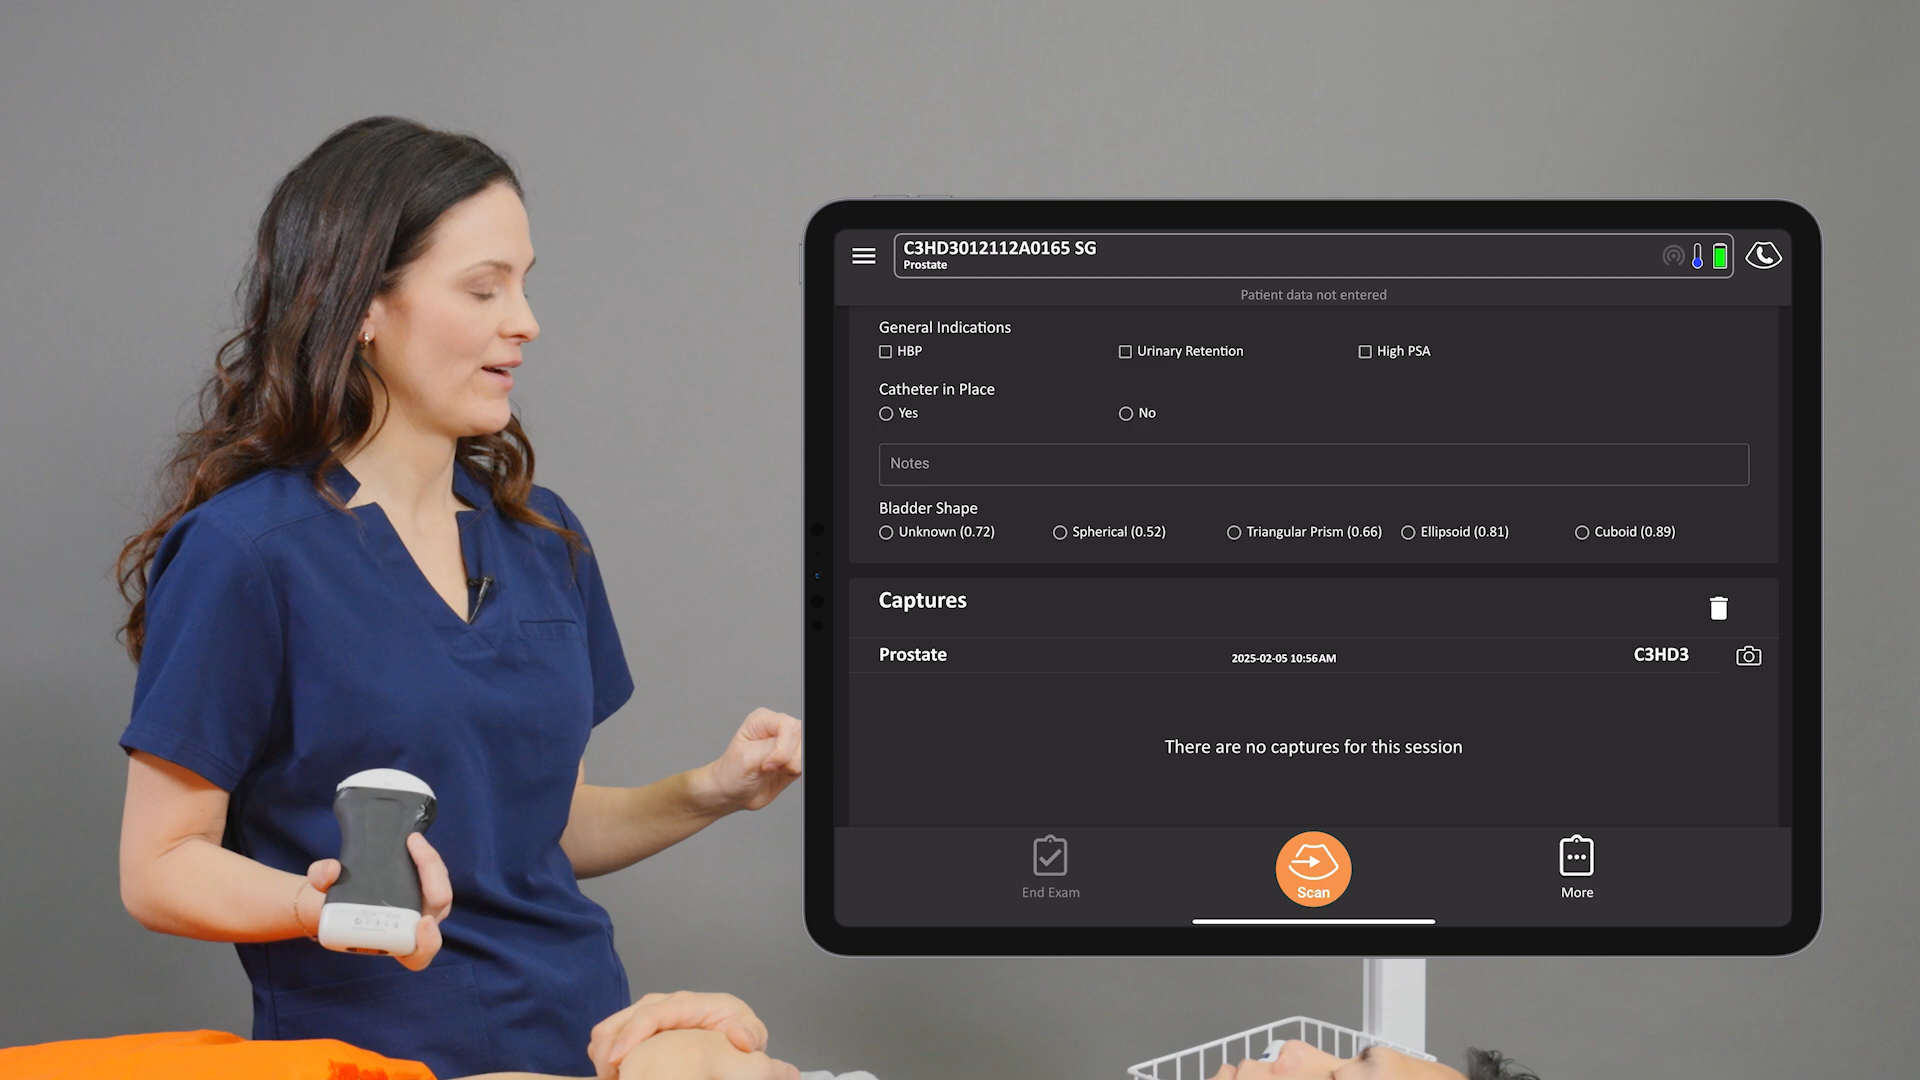 C3HD3012112A0165 SG
Prostate
Patient data not entered
General Indications
HBP Urinary Retention High PSA
Catheter in Place
Yes No
Notes
Bladder Shape
Unknown (0.72) Spherical (0.52) Triangular Prism (0.66) Ellipsoid (0.81) Cuboid (0.89)
Captures
Prostate 2025-02-05 10:56AM C3HD3
There are no captures for this session
End Exam Scan More